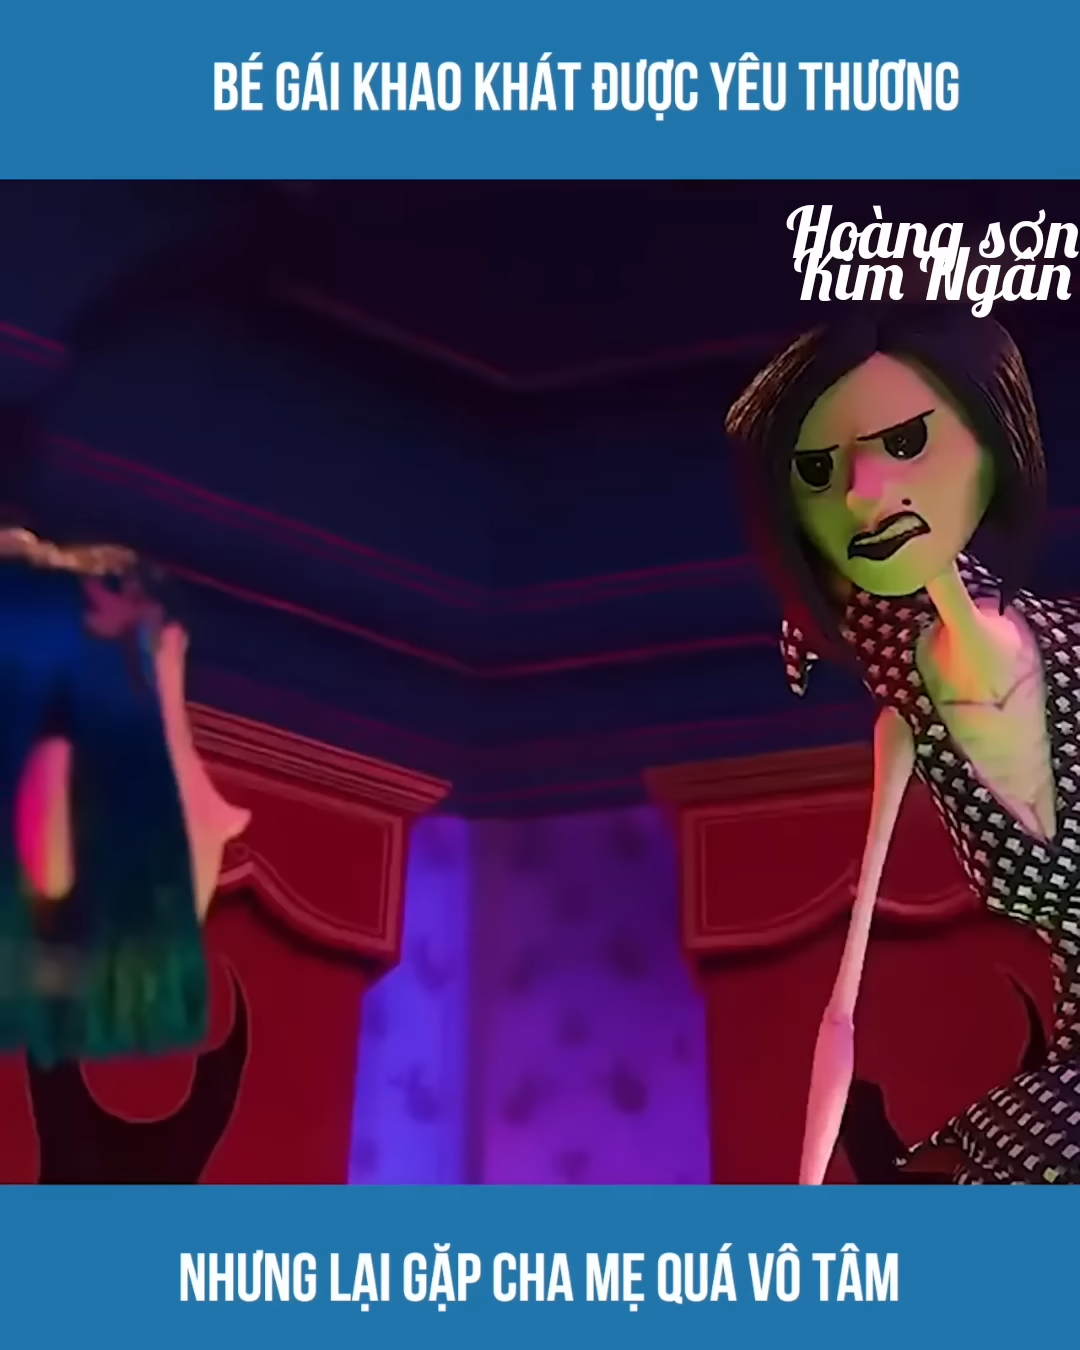 BÉ GÁI KHAO KHÁT ĐƯỢC YÊU THƯƠNG
Hoàng sơn
Kim Ngân
NHƯNG LẠI GẶP CHA MẸ QUÁ VÔ TÂM